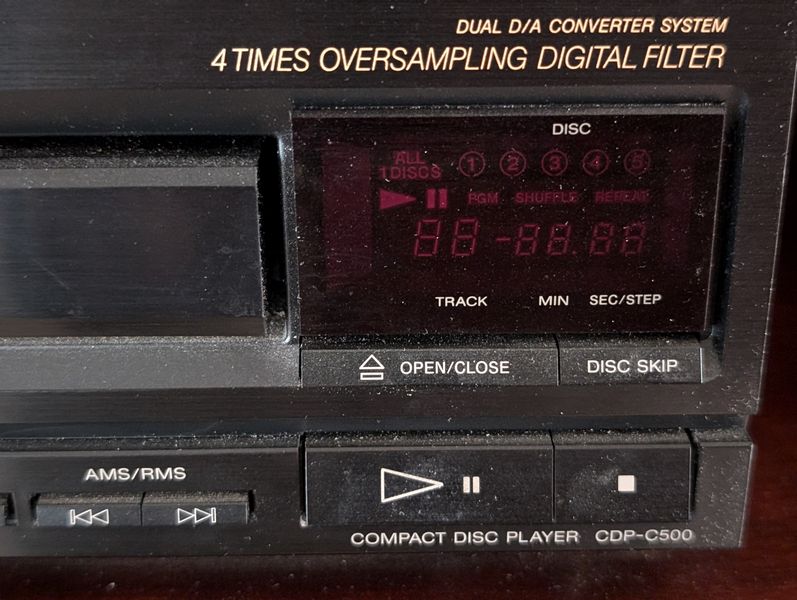 DUAL D/A CONVERTER SYSTEM
4 TIMES OVERSAMPLING DIGITAL FILTER
DISC
ALL
1 DISCS
1 2 3 4 5
PGM SHUFFLE REPEAT
88 -88.88
TRACK MIN SEC/STEP
OPEN/CLOSE DISC SKIP
AMS/RMS
COMPACT DISC PLAYER CDP-C500